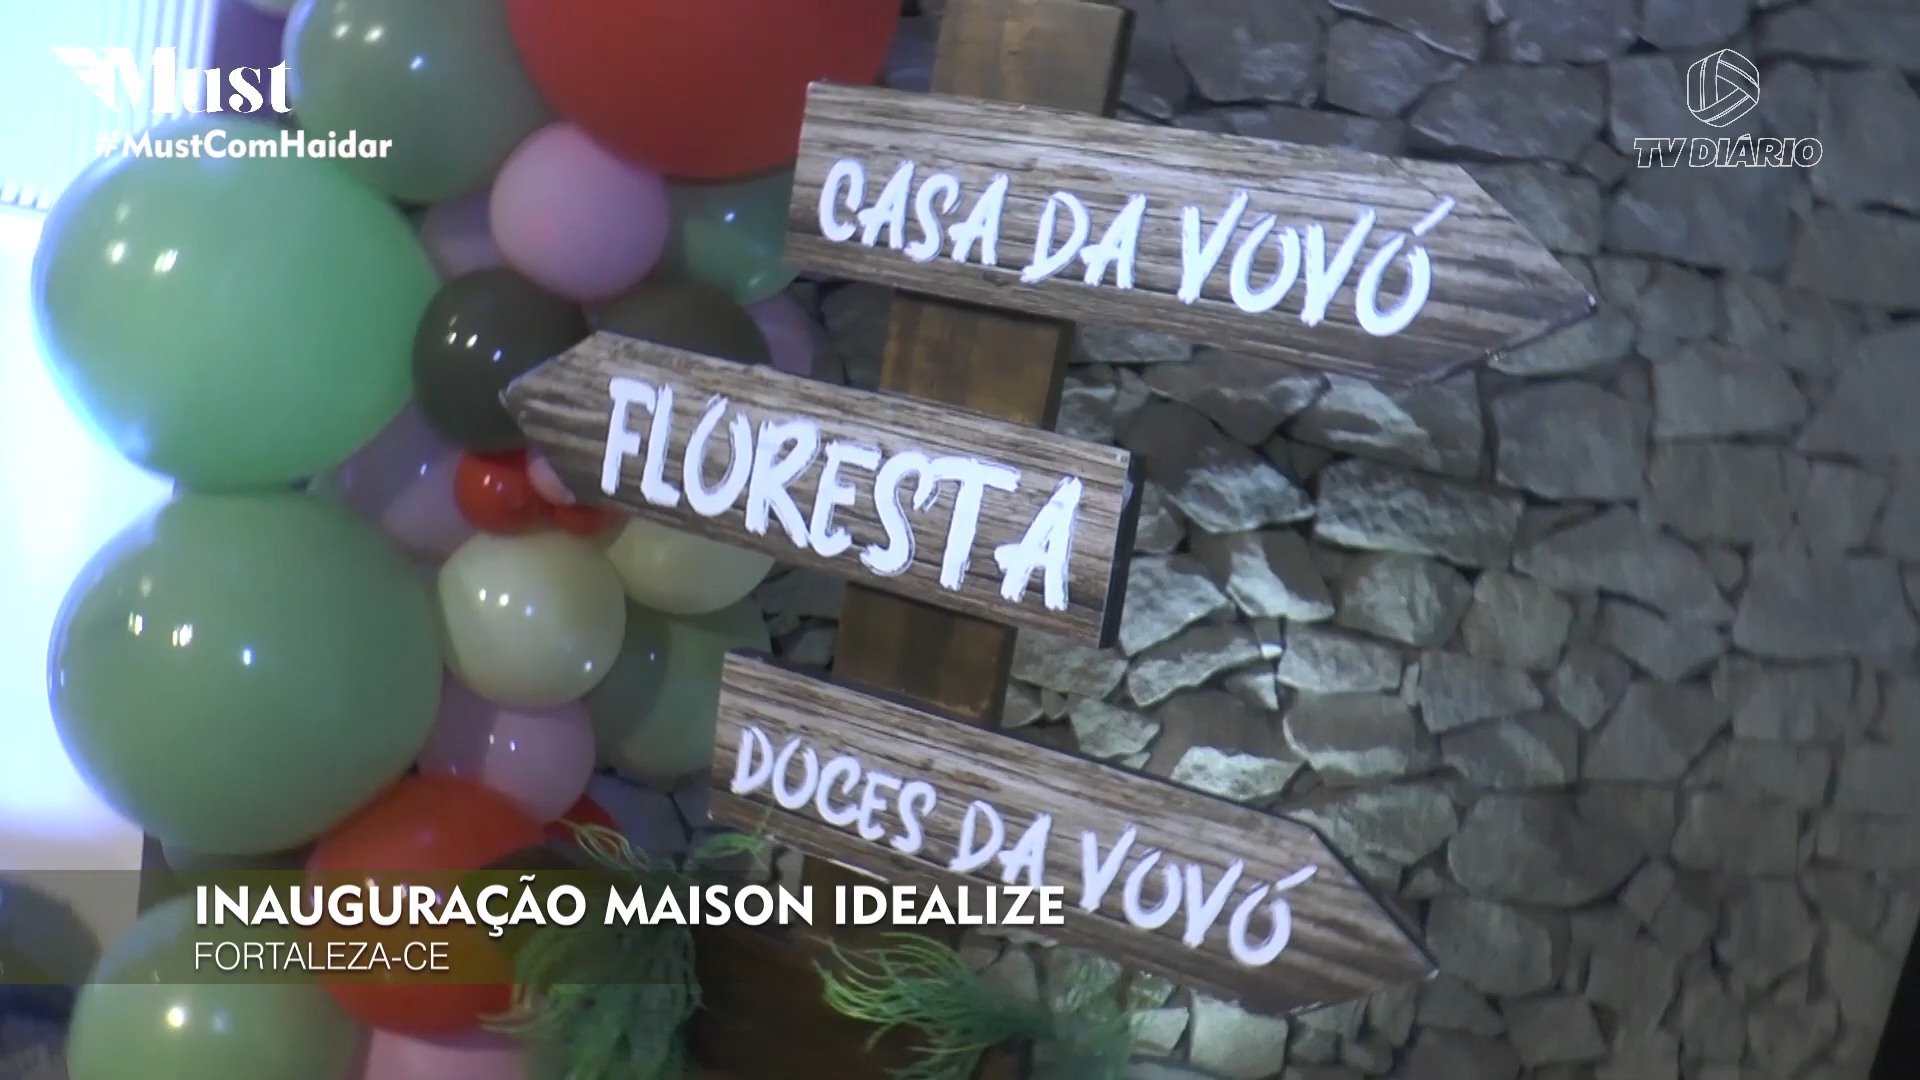 Must
#MustComHaidar
TV DIÁRIO
CASA DA VOVÓ
FLORESTA
DOCES DA VOVÓ
INAUGURAÇÃO MAISON IDEALIZE
FORTALEZA-CE